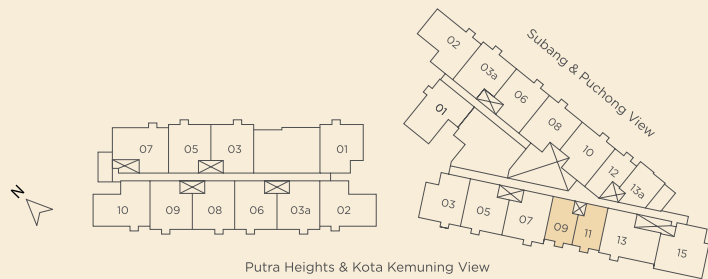 Subang & Puchong View
02
03a
06
08
10
12
13a
01
07 05 03 01
10 09 08 06 03a 02
03 05 07 09 11 13 15
N
Putra Heights & Kota Kemuning View